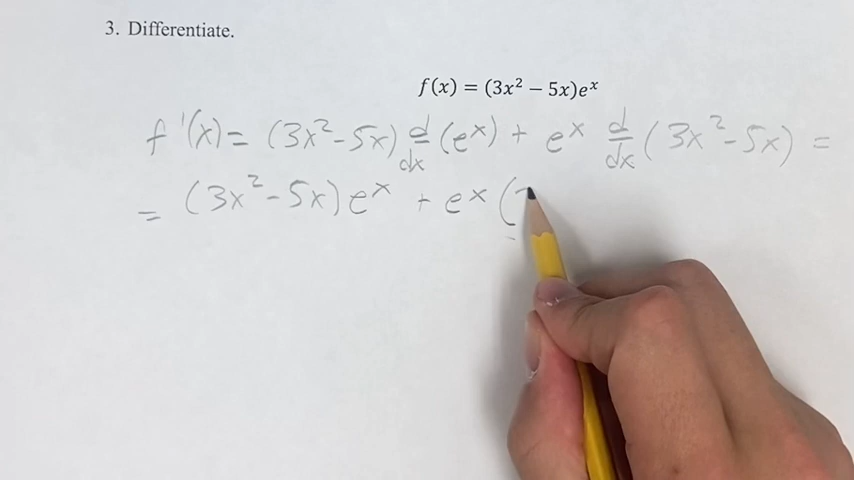 3. Differentiate.
f(x) = (3x² − 5x)eˣ
f'(x) = (3x²-5x) d/dx (eˣ) + eˣ d/dx (3x²-5x) =
= (3x²-5x)eˣ + eˣ (